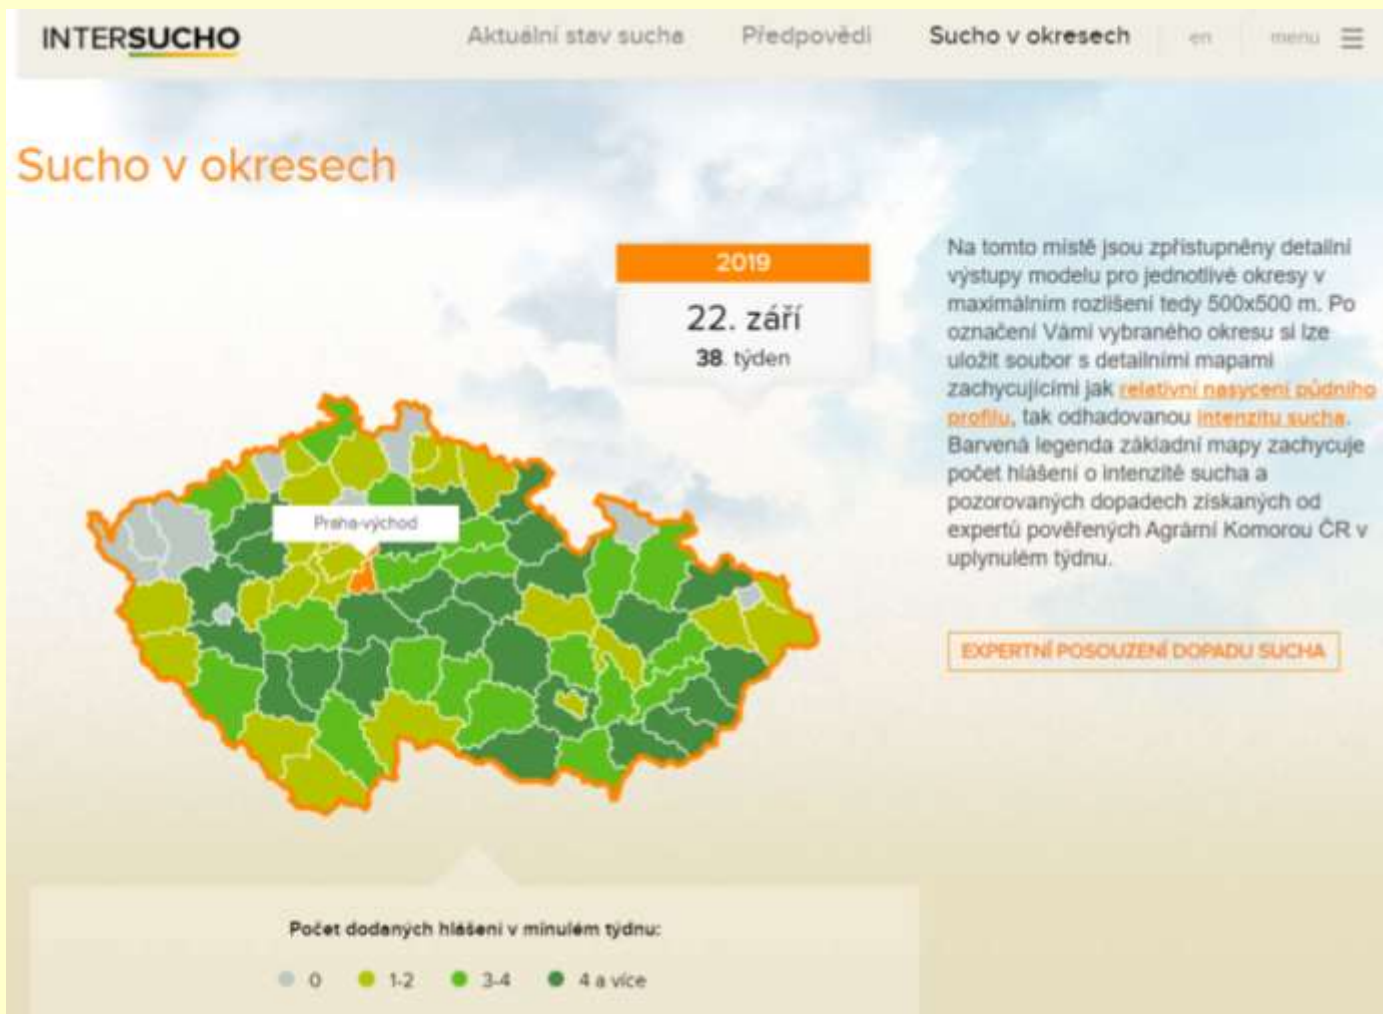 INTERSUCHO
Aktuální stav sucha
Předpovědi
Sucho v okresech
en
menu
Sucho v okresech
2019
22. září
38. týden
Na tomto místě jsou zpřístupněny detailní
výstupy modelu pro jednotlivé okresy v
maximálním rozlišení tedy 500x500 m. Po
označení Vámi vybraného okresu si lze
uložit soubor s detailními mapami
zachycujícími jak relativní nasycení půdního
profilu, tak odhadovanou intenzitu sucha.
Barvená legenda základní mapy zachycuje
počet hlášení o intenzitě sucha a
pozorovaných dopadech získaných od
expertů pověřených Agrární Komorou ČR v
uplynulém týdnu.
Praha-východ
EXPERTNÍ POSOUZENÍ DOPADU SUCHA
Počet dodaných hlášení v minulém týdnu:
0
1-2
3-4
4 a více